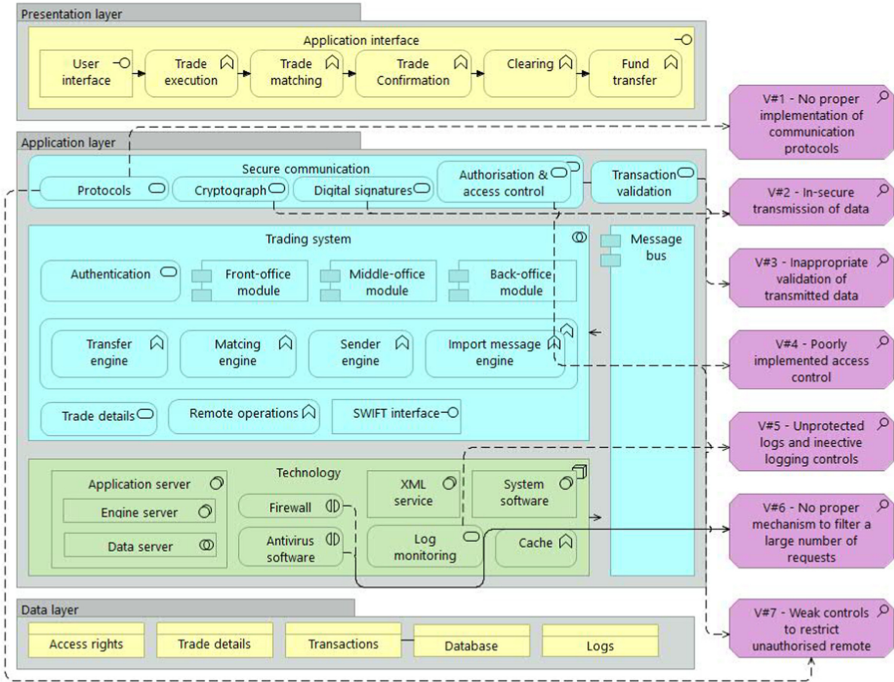 Presentation layer
Application interface
User
interface
Trade
execution
Trade
matching
Trade
Confirmation
Clearing
Fund
transfer
V#1 - No proper
implementation of
communication
protocols
Application layer
Secure communication
Protocols
Cryptograph
Digital signatures
Authorisation &
access control
Transaction
validation
V#2 - In-secure
transmission of data
Trading system
Message
bus
Authentication
Front-office
module
Middle-office
module
Back-office
module
V#3 - Inappropriate
validation of
transmitted data
Transfer
engine
Matcing
engine
Sender
engine
Import message
engine
V#4 - Poorly
implemented access
control
Trade details
Remote operations
SWIFT interface
V#5 - Unprotected
logs and ineective
logging controls
Technology
Application server
Engine server
Data server
Firewall
Antivirus
software
XML
service
System
software
Log
monitoring
Cache
V#6 - No proper
mechanism to filter a
large number of
requests
Data layer
Access rights
Trade details
Transactions
Database
Logs
V#7 - Weak controls
to restrict
unauthorised remote